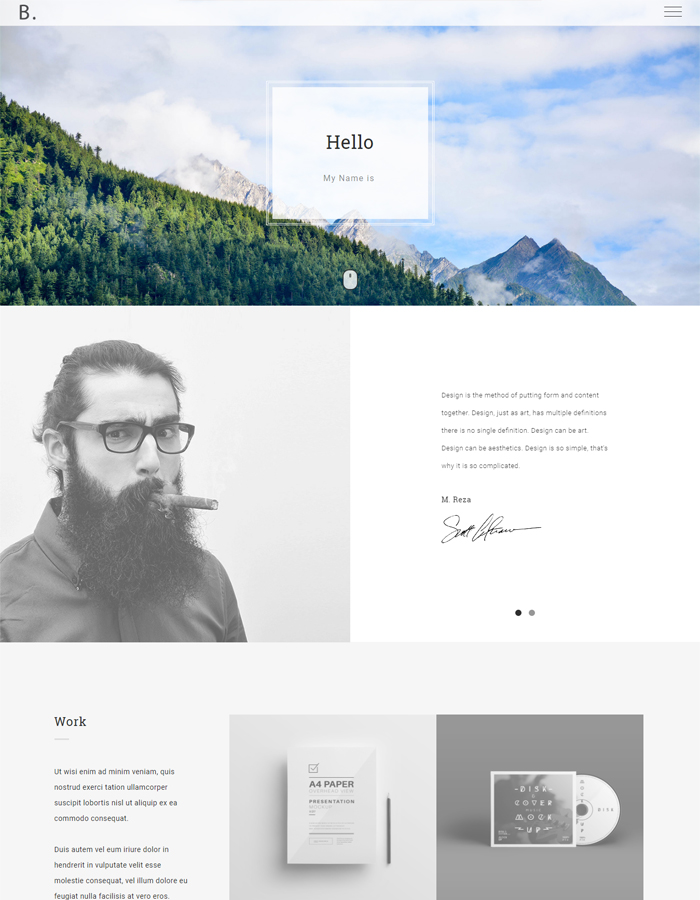 B.
Hello
My Name is
Design is the method of putting form and content
together. Design, just as art, has multiple definitions
there is no single definition. Design can be art.
Design can be aesthetics. Design is so simple, that's
why it is so complicated.
M. Reza
Work
Ut wisi enim ad minim veniam, quis
nostrud exerci tation ullamcorper
suscipit lobortis nisl ut aliquip ex ea
commodo consequat.
Duis autem vel eum iriure dolor in
hendrerit in vulputate velit esse
molestie consequat, vel illum dolore eu
feugiat nulla facilisis at vero eros.
A4 PAPER
OVERHEAD VIEW
PRESENTATION
MOCKUP
-DISK-
COVER
music
MOCK
UP
DISK